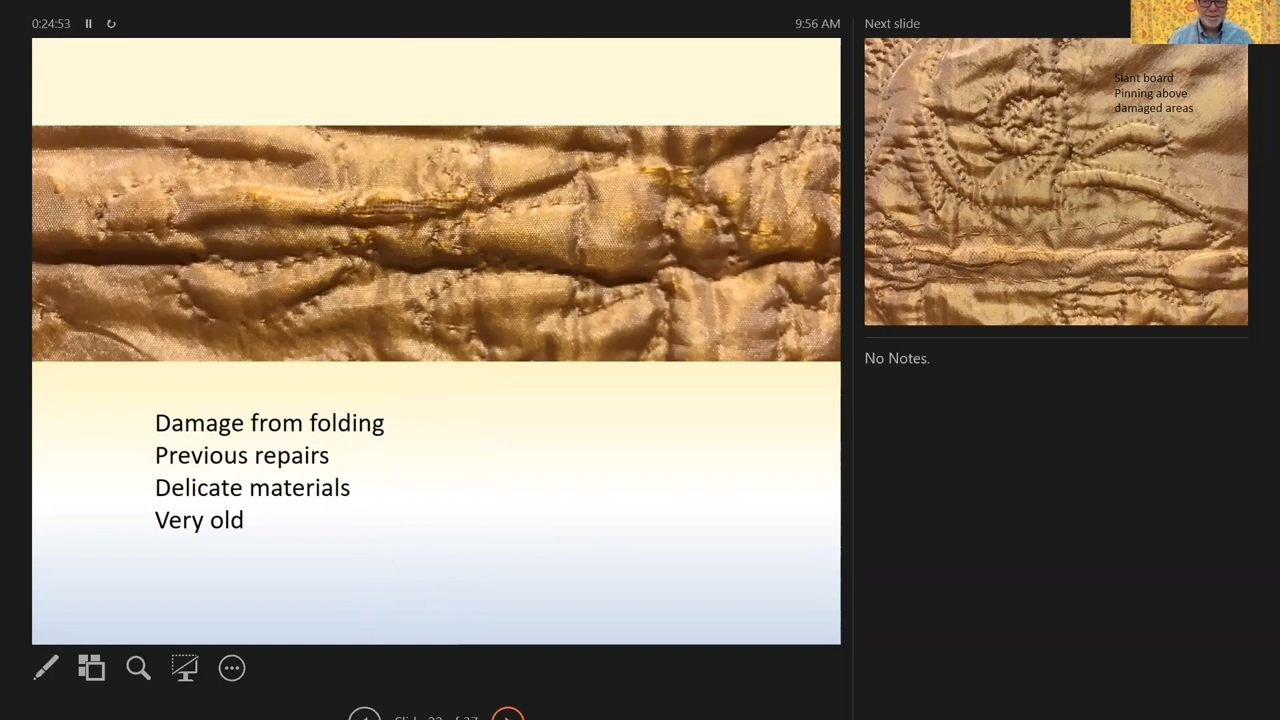 0:24:53
9:56 AM
Next slide
Damage from folding
Previous repairs
Delicate materials
Very old
Slant board
Pinning above
damaged areas
No Notes.